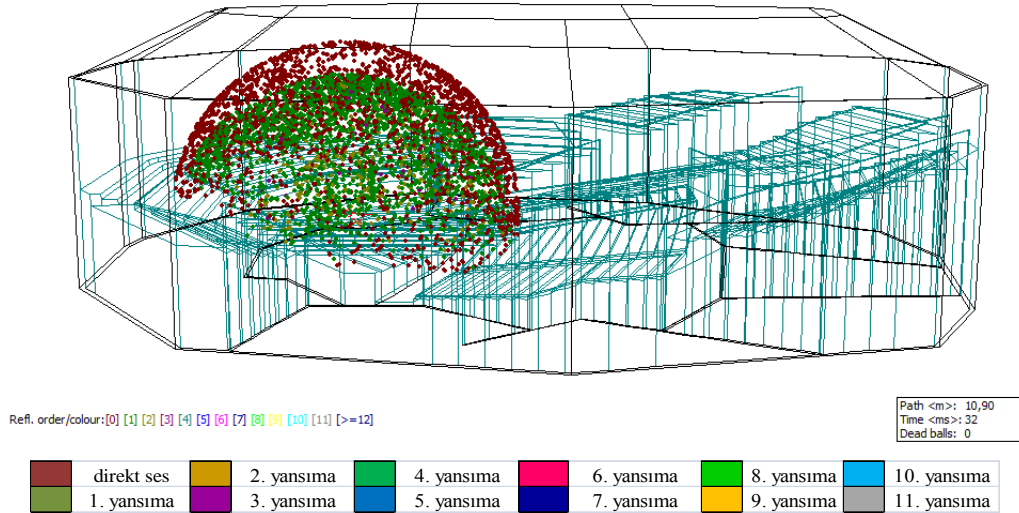 Refl. order/colour:[0] [1] [2] [3] [4] [5] [6] [7] [8] [9] [10] [11] [>=12]
Path <m>: 10,90
Time <ms>: 32
Dead balls: 0
direkt ses 2. yansıma 4. yansıma 6. yansıma 8. yansıma 10. yansıma
1. yansıma 3. yansıma 5. yansıma 7. yansıma 9. yansıma 11. yansıma